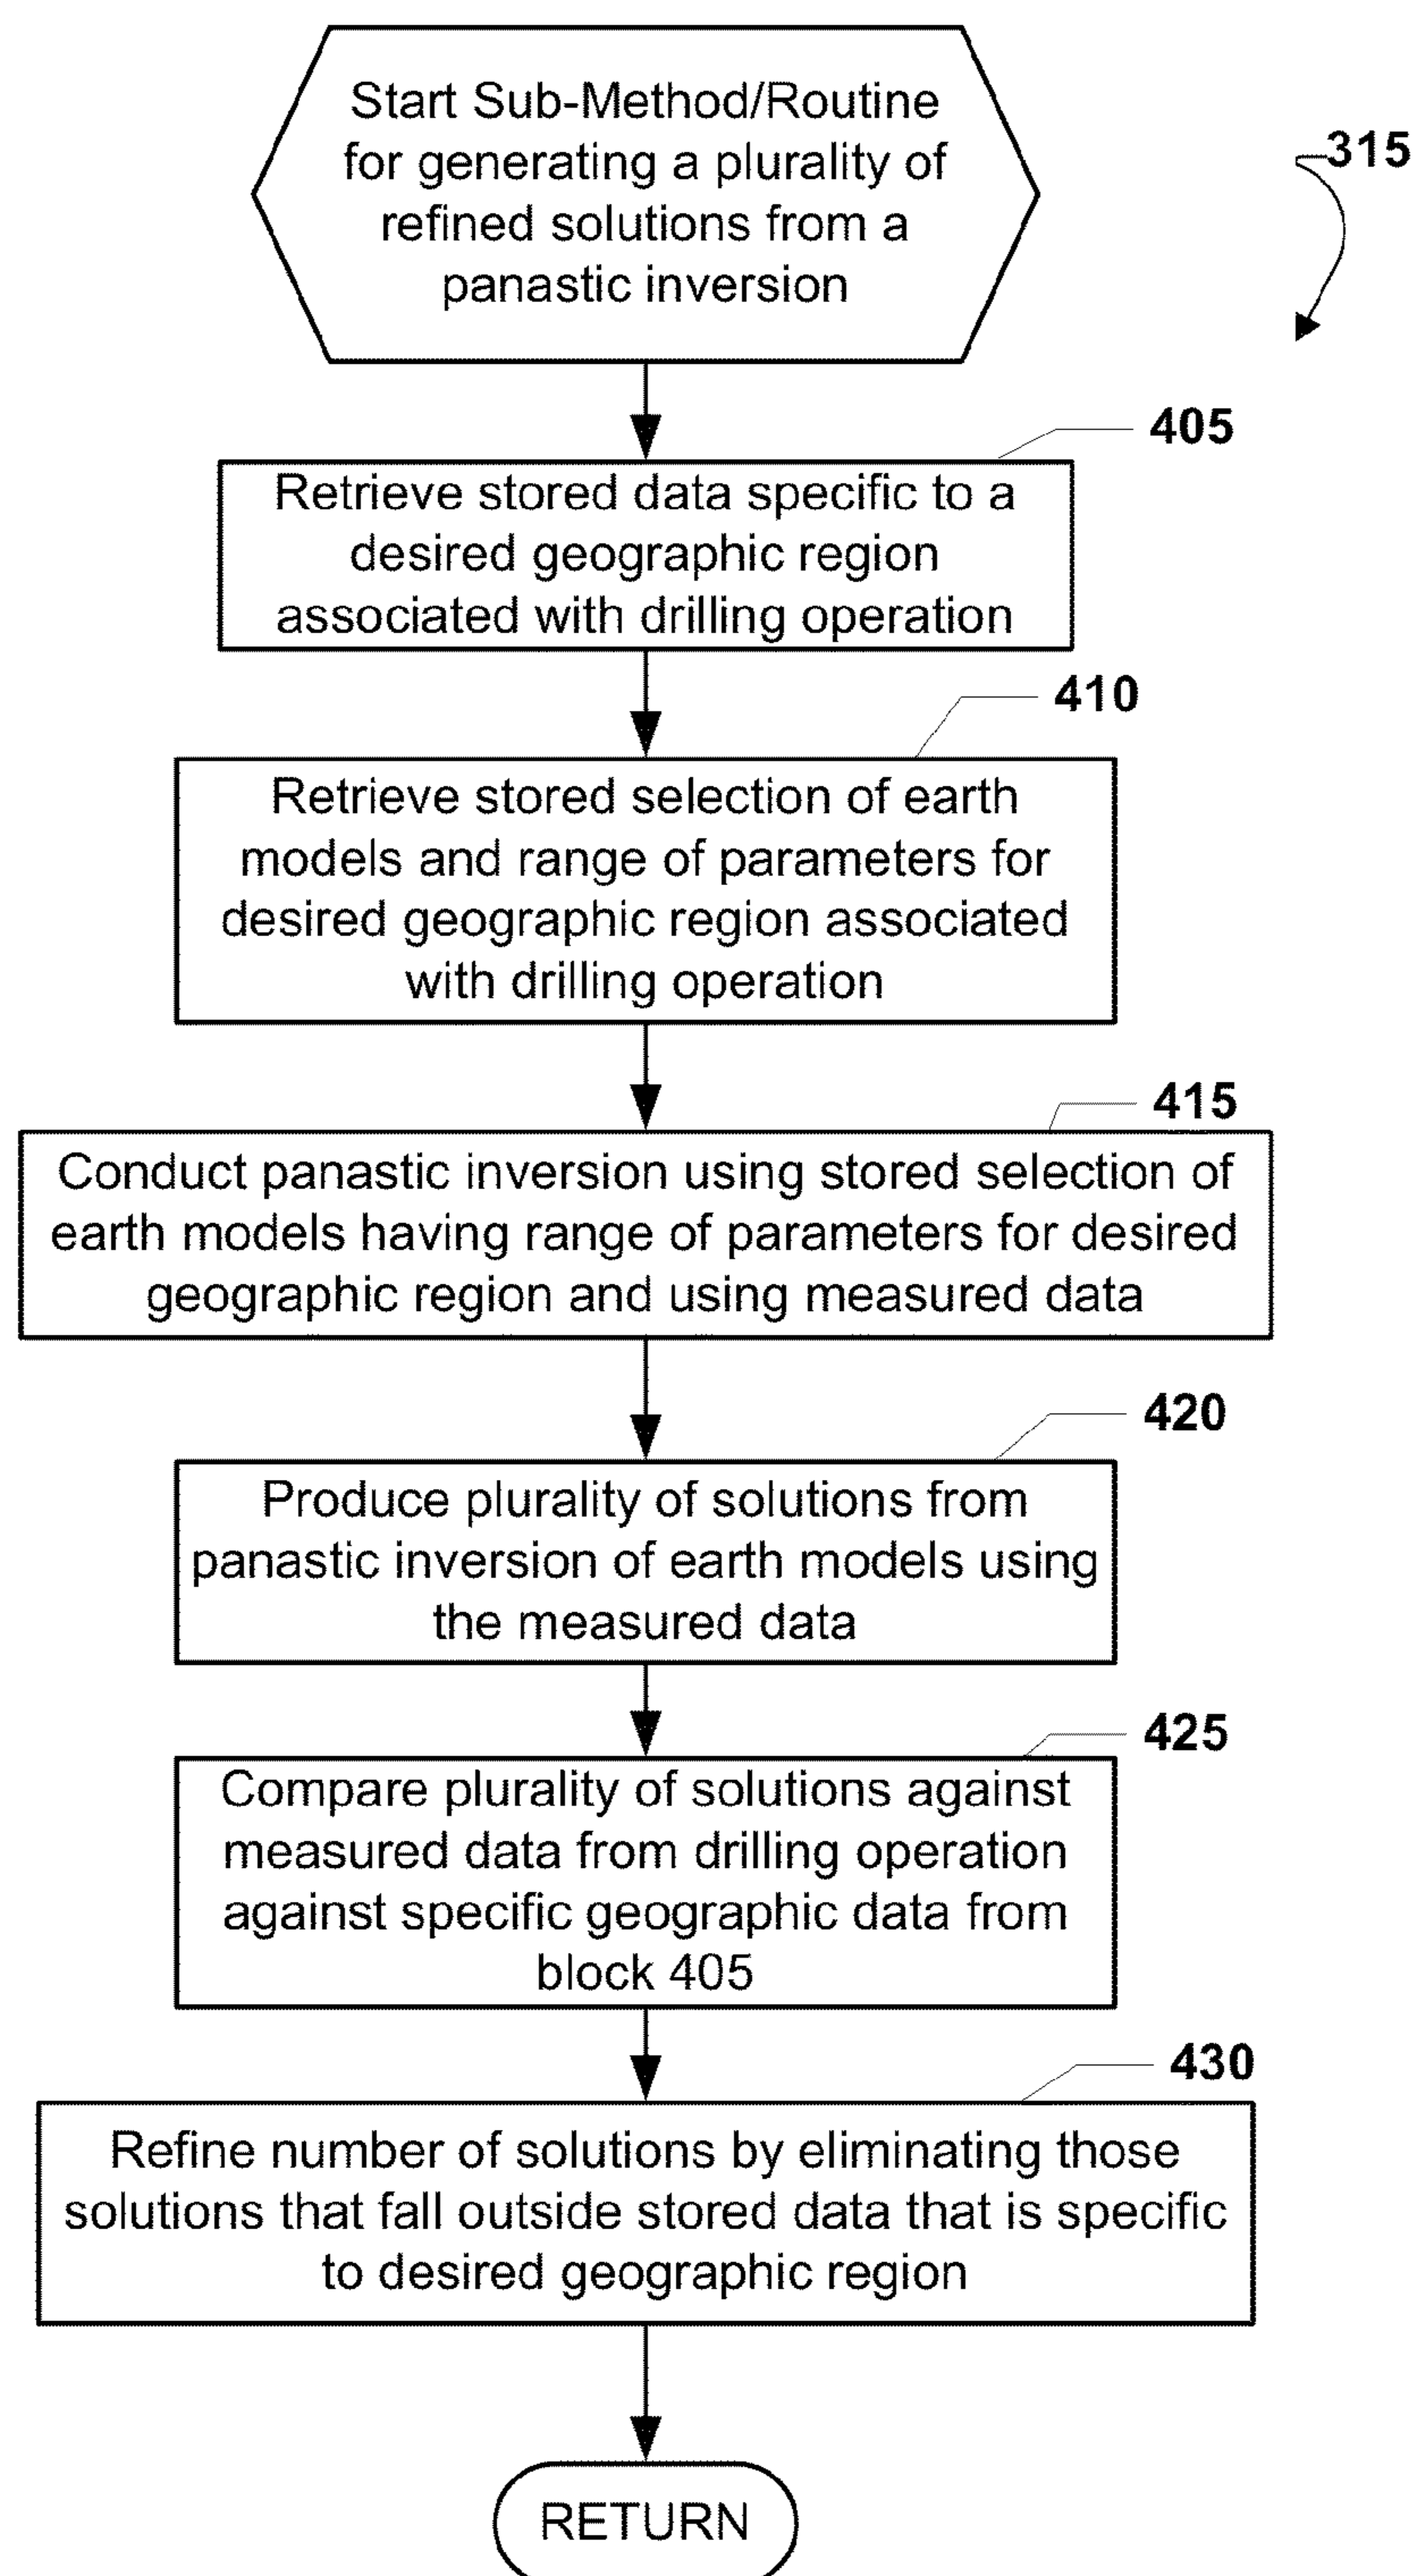 Start Sub-Method/Routine
for generating a plurality of
refined solutions from a
panastic inversion
315
405
Retrieve stored data specific to a
desired geographic region
associated with drilling operation
410
Retrieve stored selection of earth
models and range of parameters for
desired geographic region associated
with drilling operation
415
Conduct panastic inversion using stored selection of
earth models having range of parameters for desired
geographic region and using measured data
420
Produce plurality of solutions from
panastic inversion of earth models using
the measured data
425
Compare plurality of solutions against
measured data from drilling operation
against specific geographic data from
block 405
430
Refine number of solutions by eliminating those
solutions that fall outside stored data that is specific
to desired geographic region
RETURN